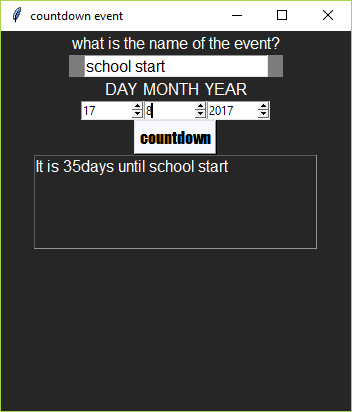 countdown event
what is the name of the event?
school start
DAY MONTH YEAR
17 8 2017
countdown
It is 35days until school start